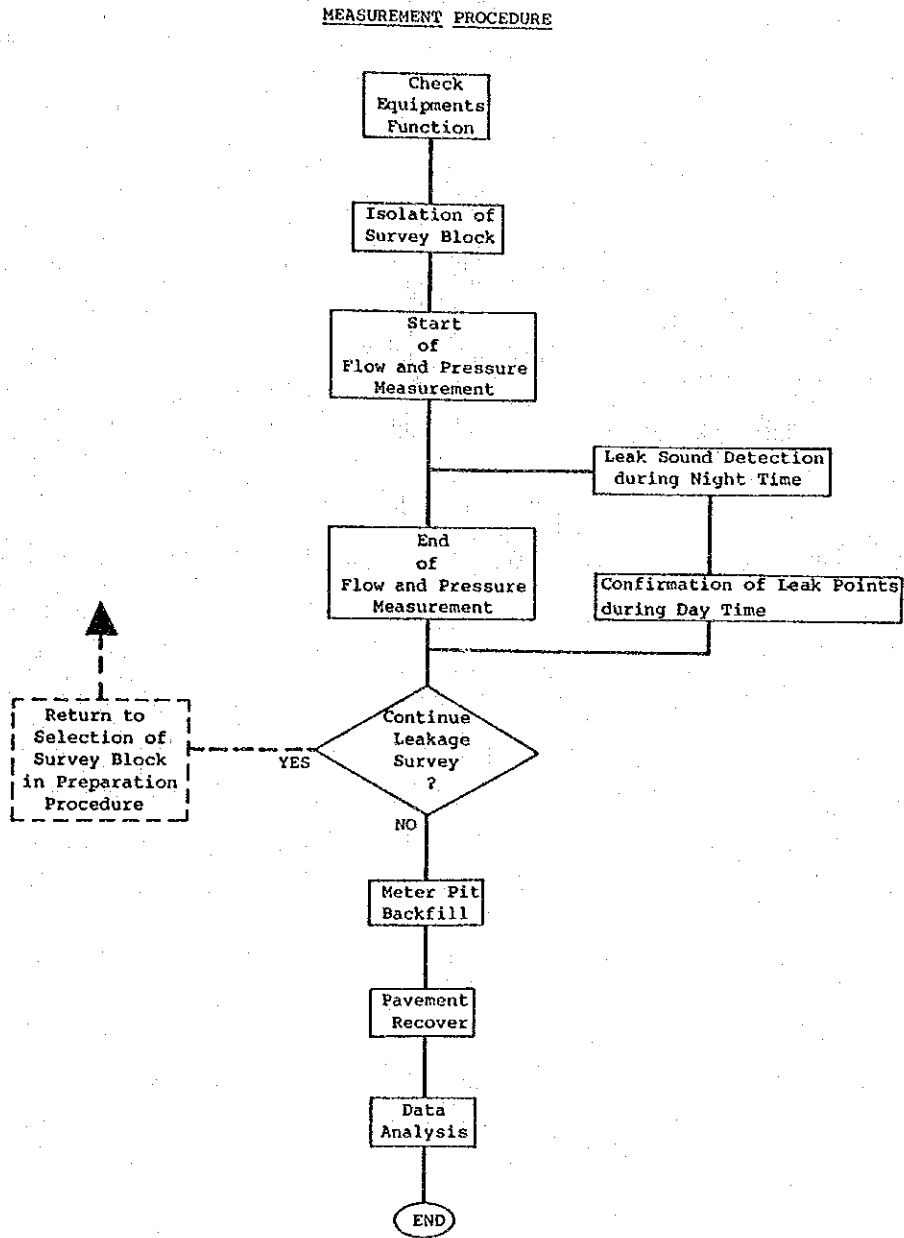 MEASUREMENT PROCEDURE
Check
Equipments
Function
Isolation of
Survey Block
Start
of
Flow and Pressure
Measurement
Leak Sound Detection
during Night Time
End
of
Flow and Pressure
Measurement
Confirmation of Leak Points
during Day Time
Continue
Leakage
Survey
?
YES
Return to
Selection of
Survey Block
in Preparation
Procedure
NO
Meter Pit
Backfill
Pavement
Recover
Data
Analysis
END